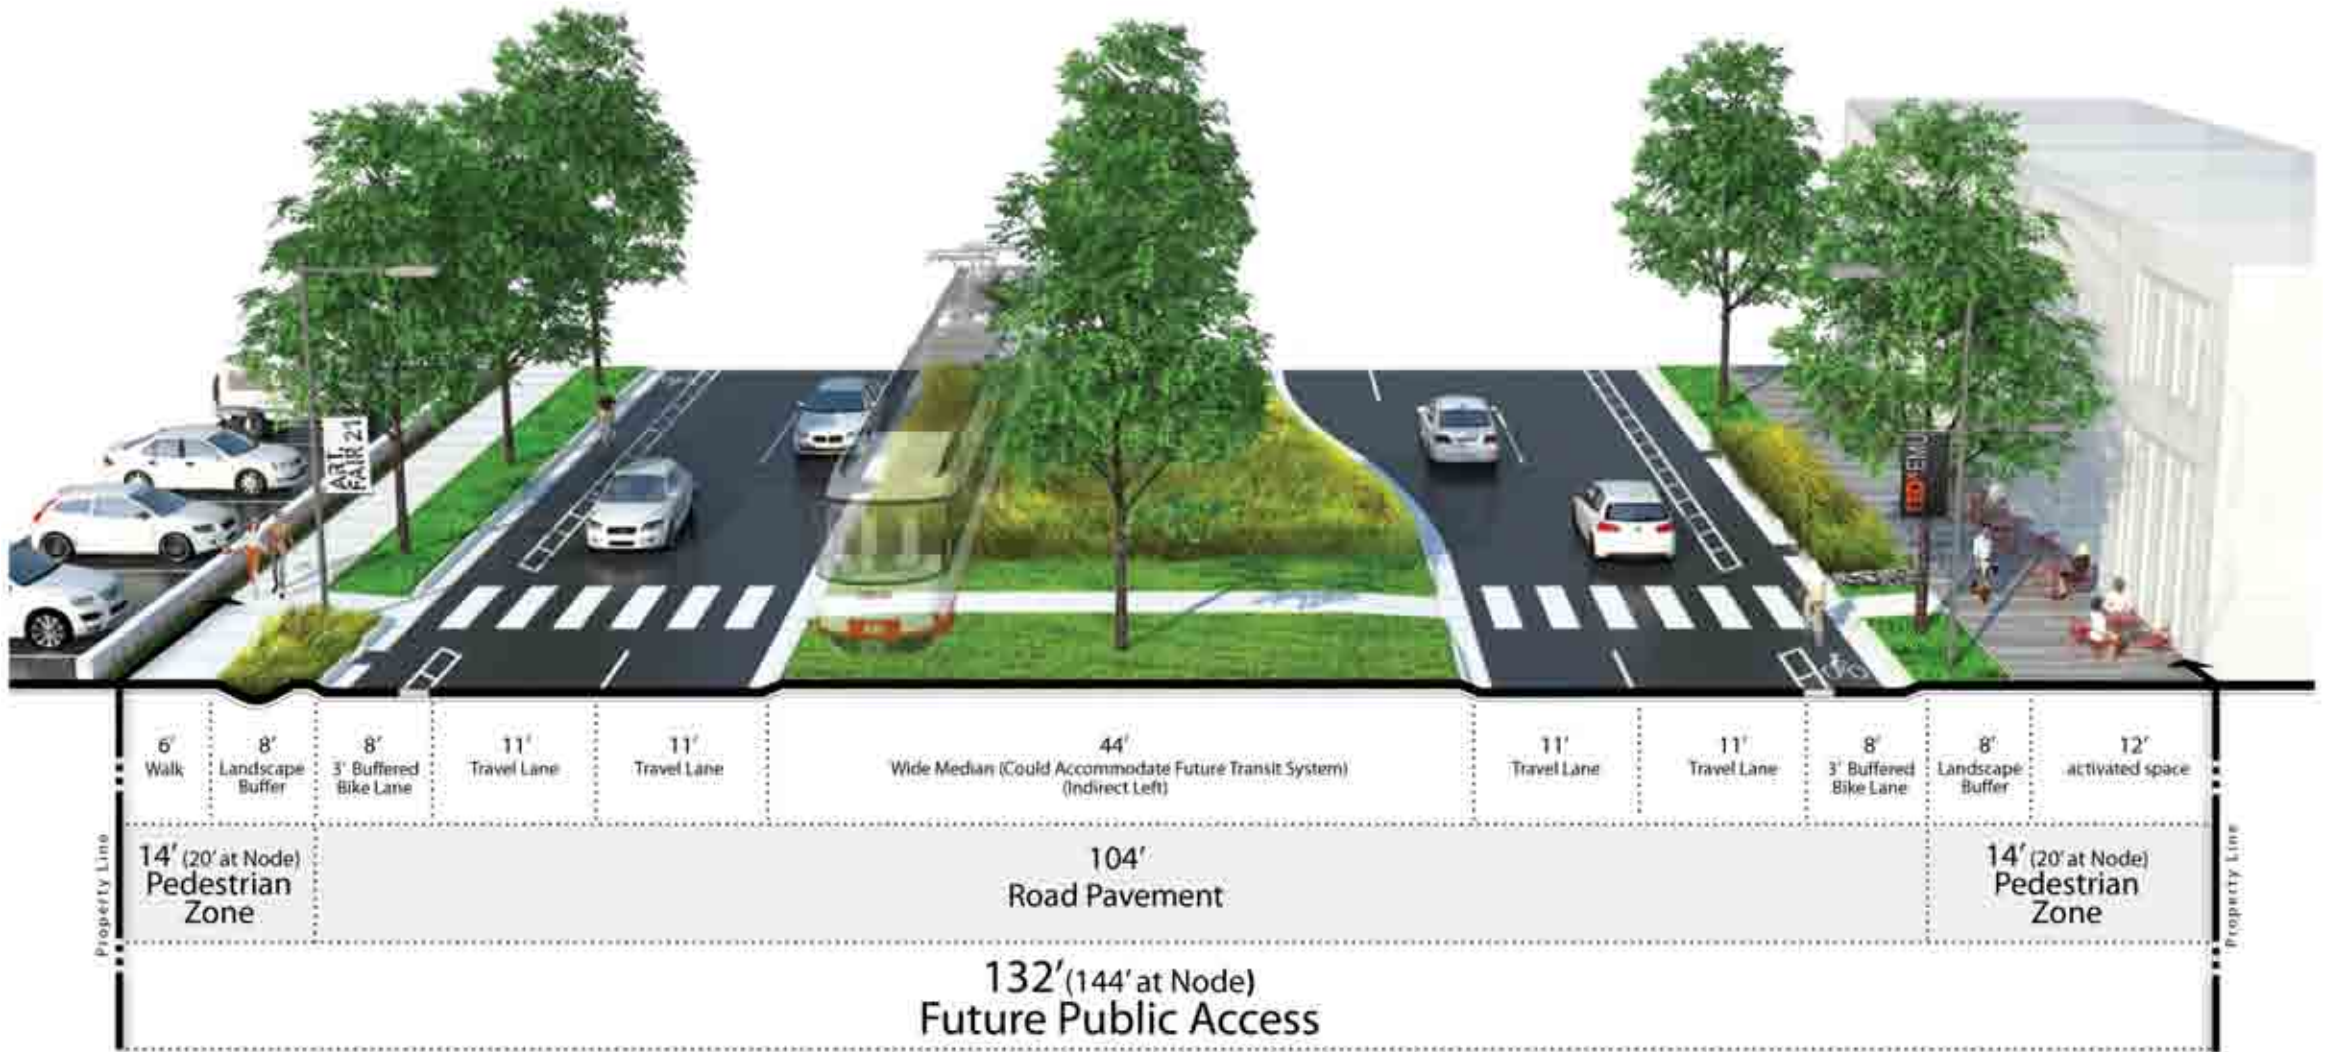 ART
FAIR 21
REDEMU
6'
Walk
8'
Landscape
Buffer
8'
3' Buffered
Bike Lane
11'
Travel Lane
11'
Travel Lane
44'
Wide Median (Could Accommodate Future Transit System)
(Indirect Left)
11'
Travel Lane
11'
Travel Lane
8'
3' Buffered
Bike Lane
8'
Landscape
Buffer
12'
activated space
Property Line
14' (20' at Node)
Pedestrian
Zone
104'
Road Pavement
14' (20' at Node)
Pedestrian
Zone
Property Line
132' (144' at Node)
Future Public Access